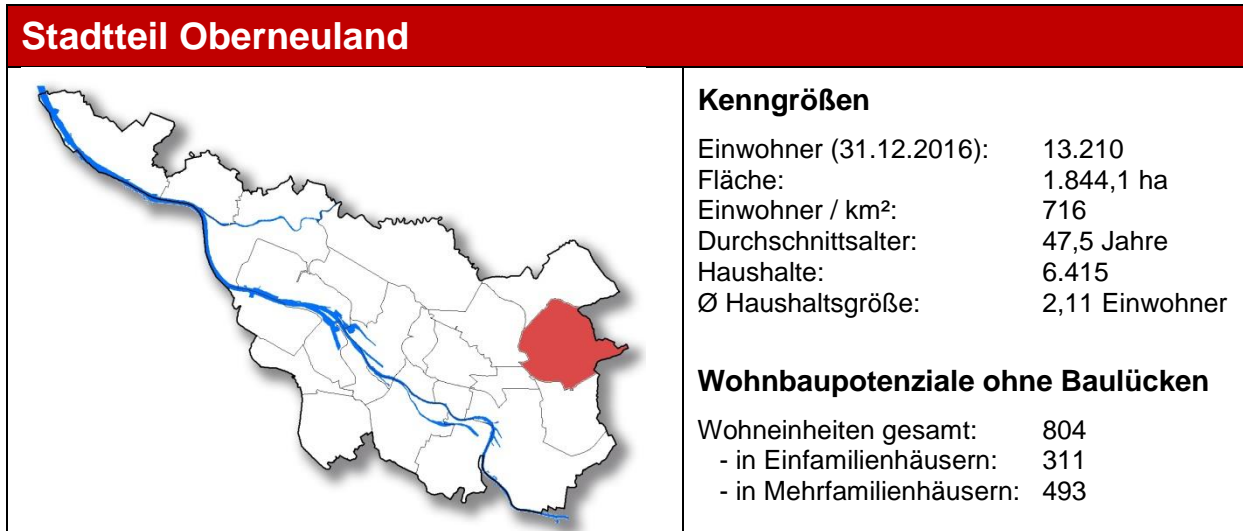 Stadtteil Oberneuland
Kenngrößen
Einwohner (31.12.2016): 13.210
Fläche: 1.844,1 ha
Einwohner / km²: 716
Durchschnittsalter: 47,5 Jahre
Haushalte: 6.415
Ø Haushaltsgröße: 2,11 Einwohner
Wohnbaupotenziale ohne Baulücken
Wohneinheiten gesamt: 804
- in Einfamilienhäusern: 311
- in Mehrfamilienhäusern: 493